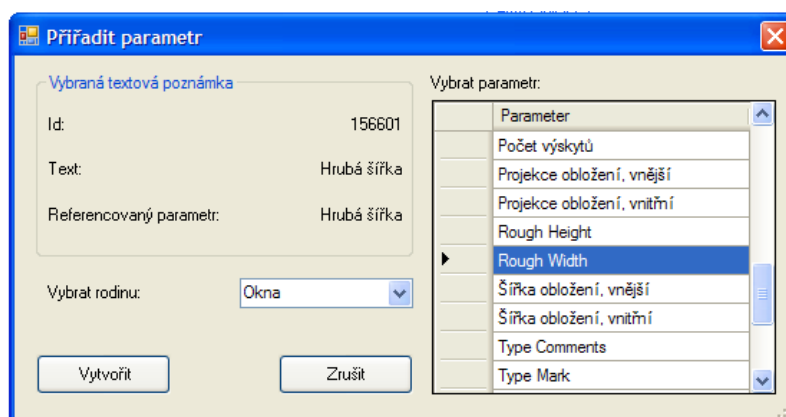 Přiřadit parametr
Vybraná textová poznámka
Id: 156601
Text: Hrubá šířka
Referencovaný parametr: Hrubá šířka
Vybrat rodinu: Okna
Vytvořit Zrušit
Vybrat parametr:
Parameter
Počet výskytů
Projekce obložení, vnější
Projekce obložení, vnitřní
Rough Height
Rough Width
Šířka obložení, vnější
Šířka obložení, vnitřní
Type Comments
Type Mark